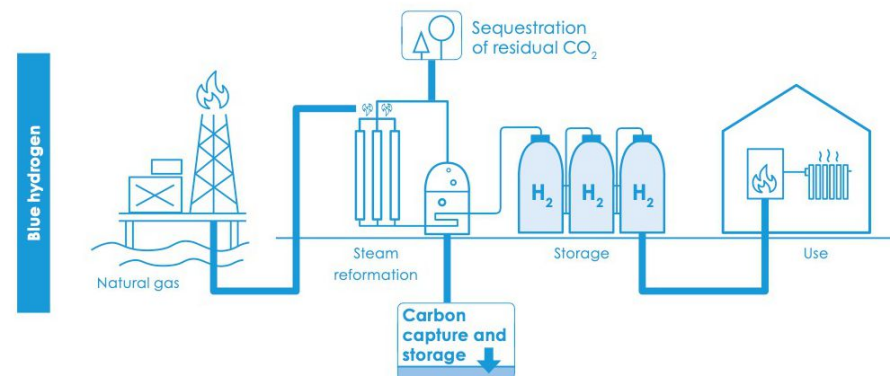 Blue hydrogen
Sequestration
of residual CO₂
H₂
H₂
H₂
Natural gas
Steam
reformation
Storage
Use
Carbon
capture and
storage